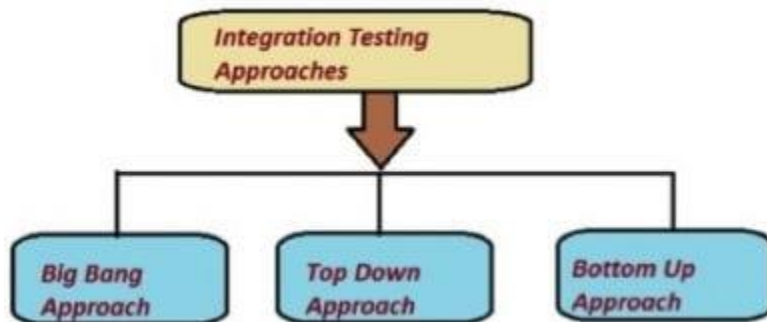 Integration Testing
Approaches
Big Bang
Approach
Top Down
Approach
Bottom Up
Approach